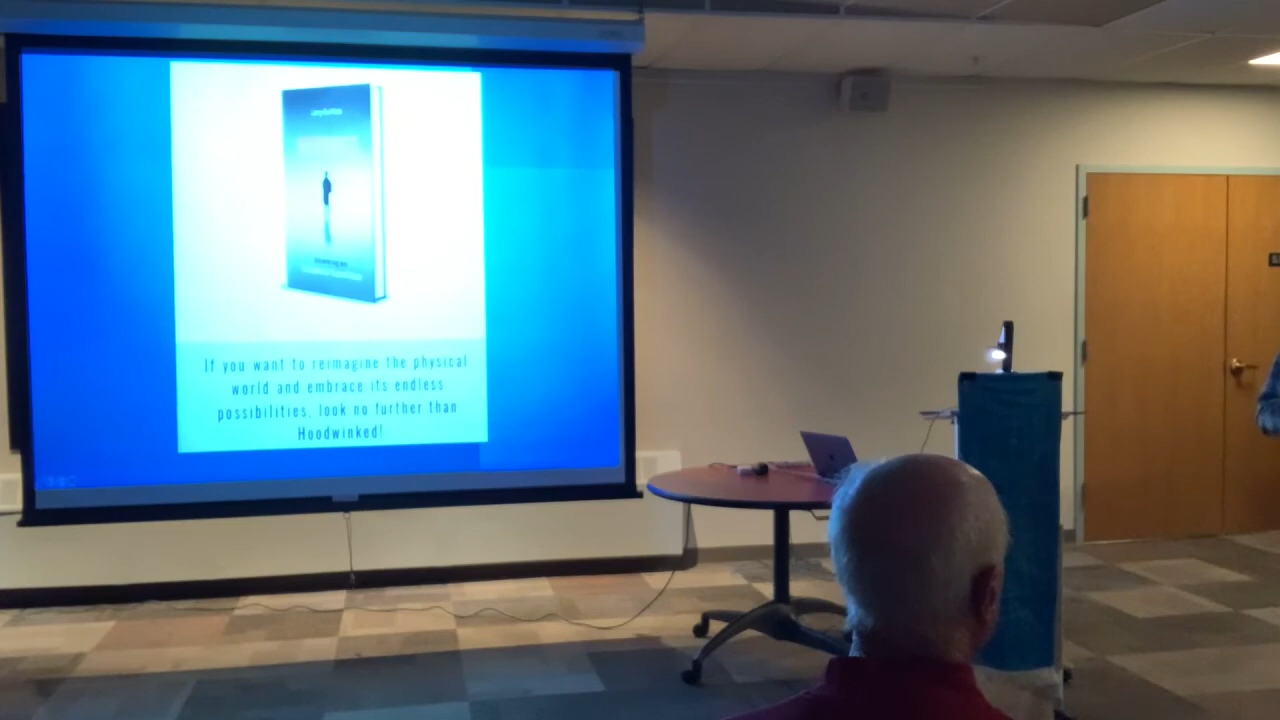 If you want to reimagine the physical
world and embrace its endless
possibilities, look no further than
Hoodwinked!